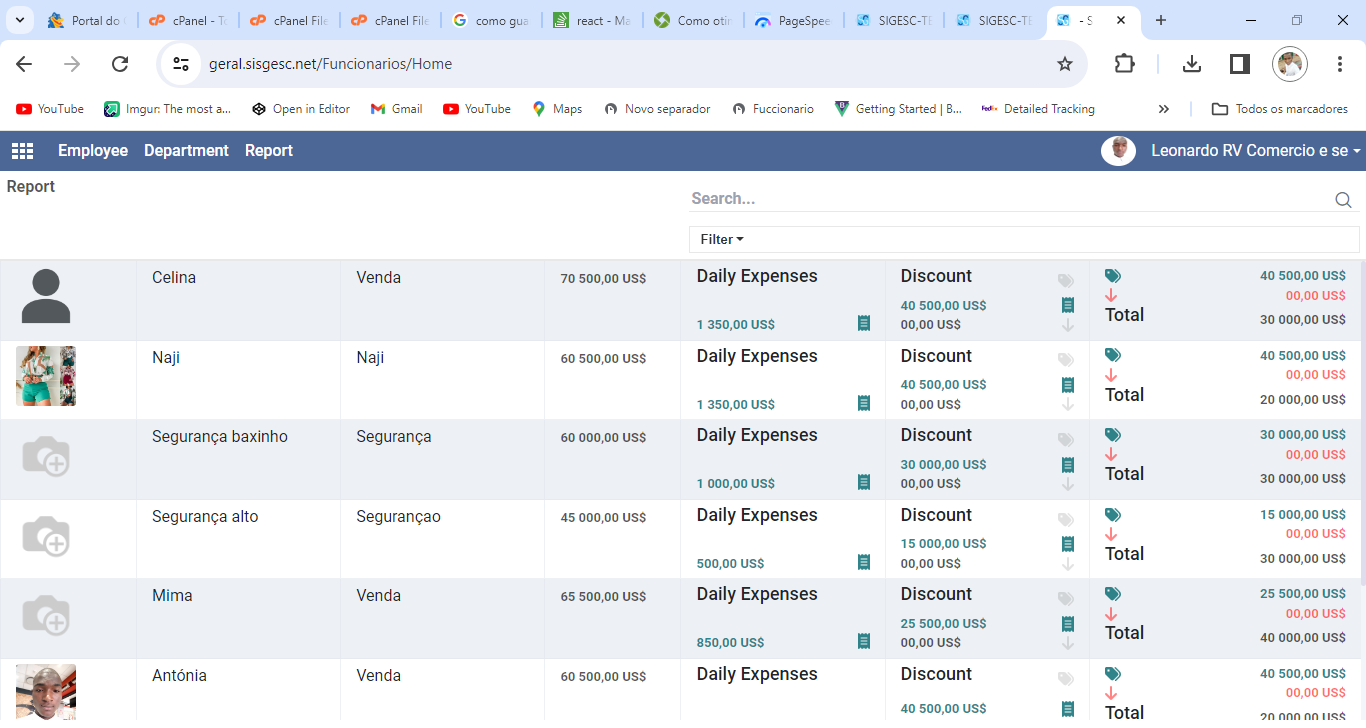 Portal do
cPanel - To
cPanel File
cPanel File
como gua
react - Ma
Como otin
PageSpee
SIGESC-TE
SIGESC-TE
- S
geral.sisgesc.net/Funcionarios/Home
YouTube
Imgur: The most a...
Open in Editor
Gmail
YouTube
Maps
Novo separador
Fuccionario
Getting Started | B...
FedEx
Detailed Tracking
Todos os marcadores
Employee Department Report
Leonardo RV Comercio e se
Report
Search...
Filter
Celina Venda 70 500,00 US$ Daily Expenses Discount 40 500,00 US$
40 500,00 US$ 00,00 US$
1 350,00 US$ 00,00 US$ Total 30 000,00 US$
Naji Naji 60 500,00 US$ Daily Expenses Discount 40 500,00 US$
40 500,00 US$ 00,00 US$
1 350,00 US$ 00,00 US$ Total 20 000,00 US$
Segurança baxinho Segurança 60 000,00 US$ Daily Expenses Discount 30 000,00 US$
30 000,00 US$ 00,00 US$
1 000,00 US$ 00,00 US$ Total 30 000,00 US$
Segurança alto Segurançao 45 000,00 US$ Daily Expenses Discount 15 000,00 US$
15 000,00 US$ 00,00 US$
500,00 US$ 00,00 US$ Total 30 000,00 US$
Mima Venda 65 500,00 US$ Daily Expenses Discount 25 500,00 US$
25 500,00 US$ 00,00 US$
850,00 US$ 00,00 US$ Total 40 000,00 US$
Antónia Venda 60 500,00 US$ Daily Expenses Discount 40 500,00 US$
40 500,00 US$ 00,00 US$
Total 20 000,00 US$